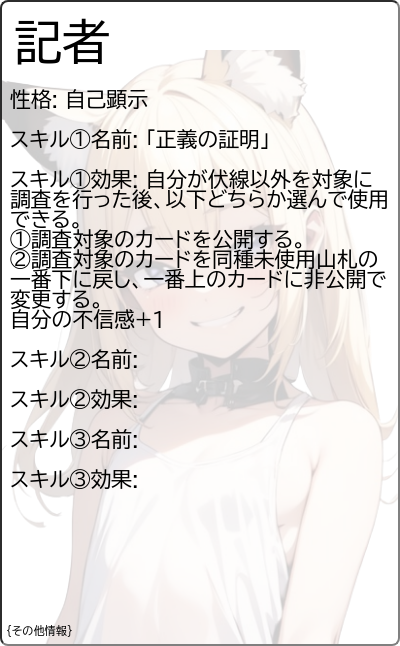 記者
性格: 自己顕示
スキル①名前: 「正義の証明」
スキル①効果: 自分が伏線以外を対象に
調査を行った後、以下どちらか選んで使用
できる。
①調査対象のカードを公開する。
②調査対象のカードを同種未使用山札の
一番下に戻し、一番上のカードに非公開で
変更する。
自分の不信感+1
スキル②名前:
スキル②効果:
スキル③名前:
スキル③効果:
{その他情報}